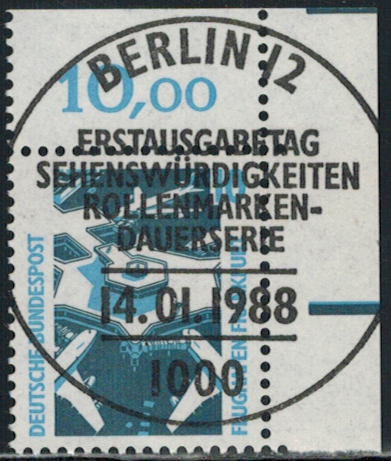 BERLIN 12
10,00
ERSTAUSGABETAG
SEHENSWÜRDIGKEITEN
ROLLENMARKEN-
DAUERSERIE
14.01.1988
1000
DEUTSCHE BUNDESPOST
FLUGHAFEN FRANKFURT